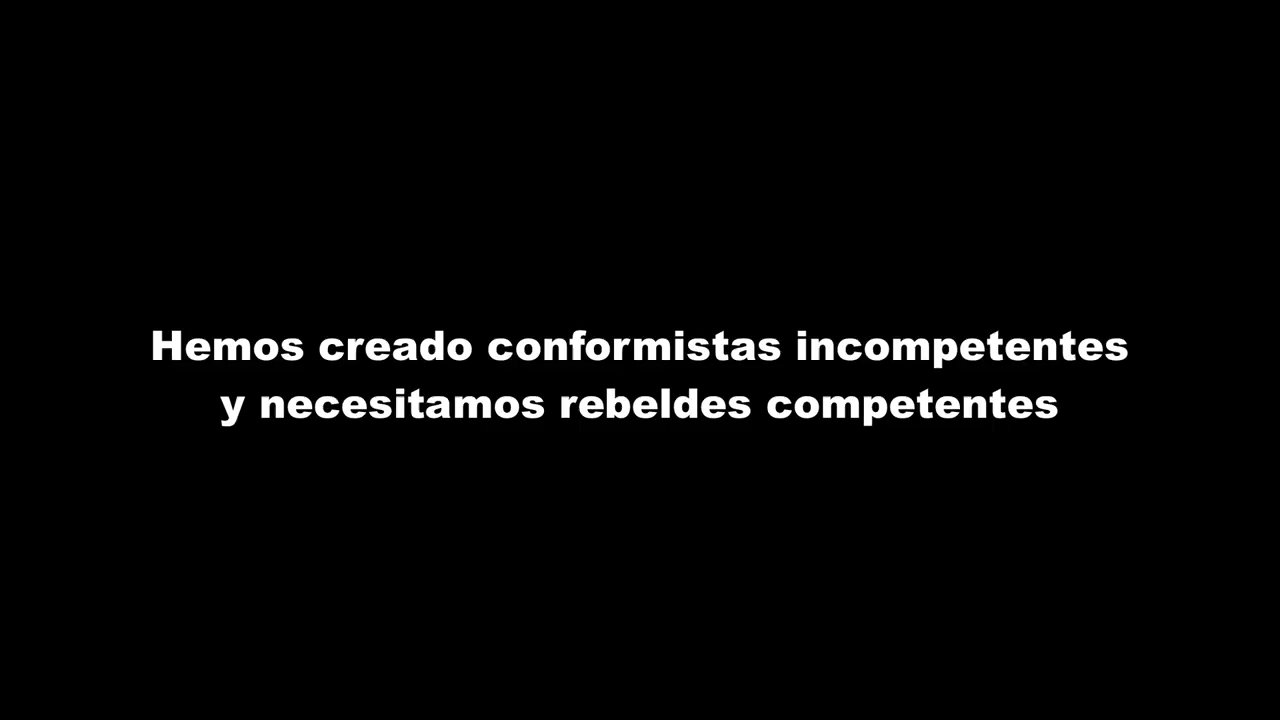 Hemos creado conformistas incompetentes
y necesitamos rebeldes competentes